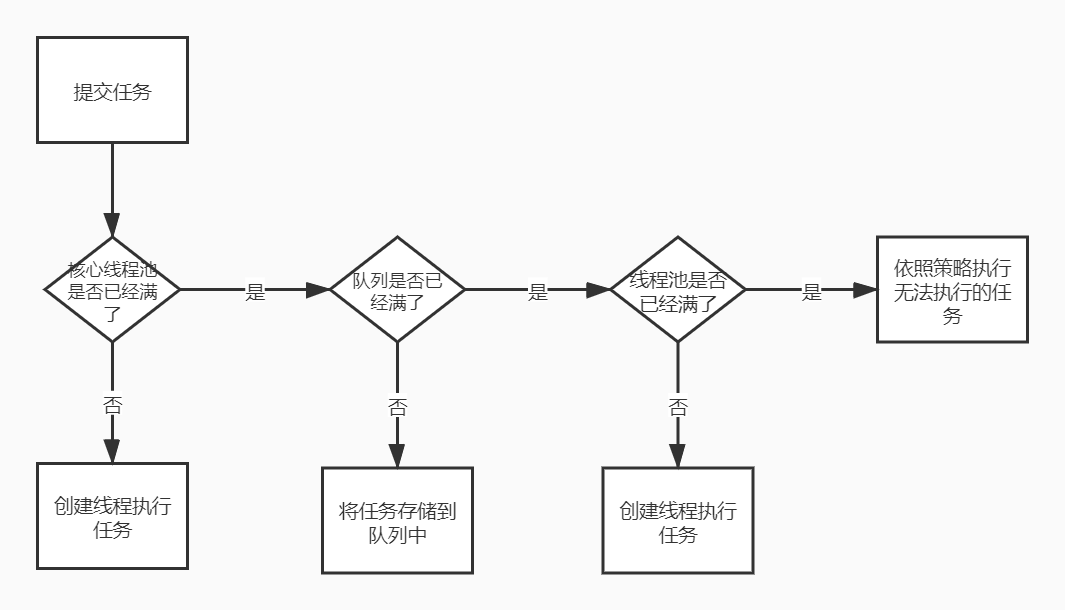 提交任务
核心线程池
是否已经满
了
是
队列是否已
经满了
是
线程池是否
已经满了
是
依照策略执行
无法执行的任
务
否
否
否
创建线程执行
任务
将任务存储到
队列中
创建线程执行
任务